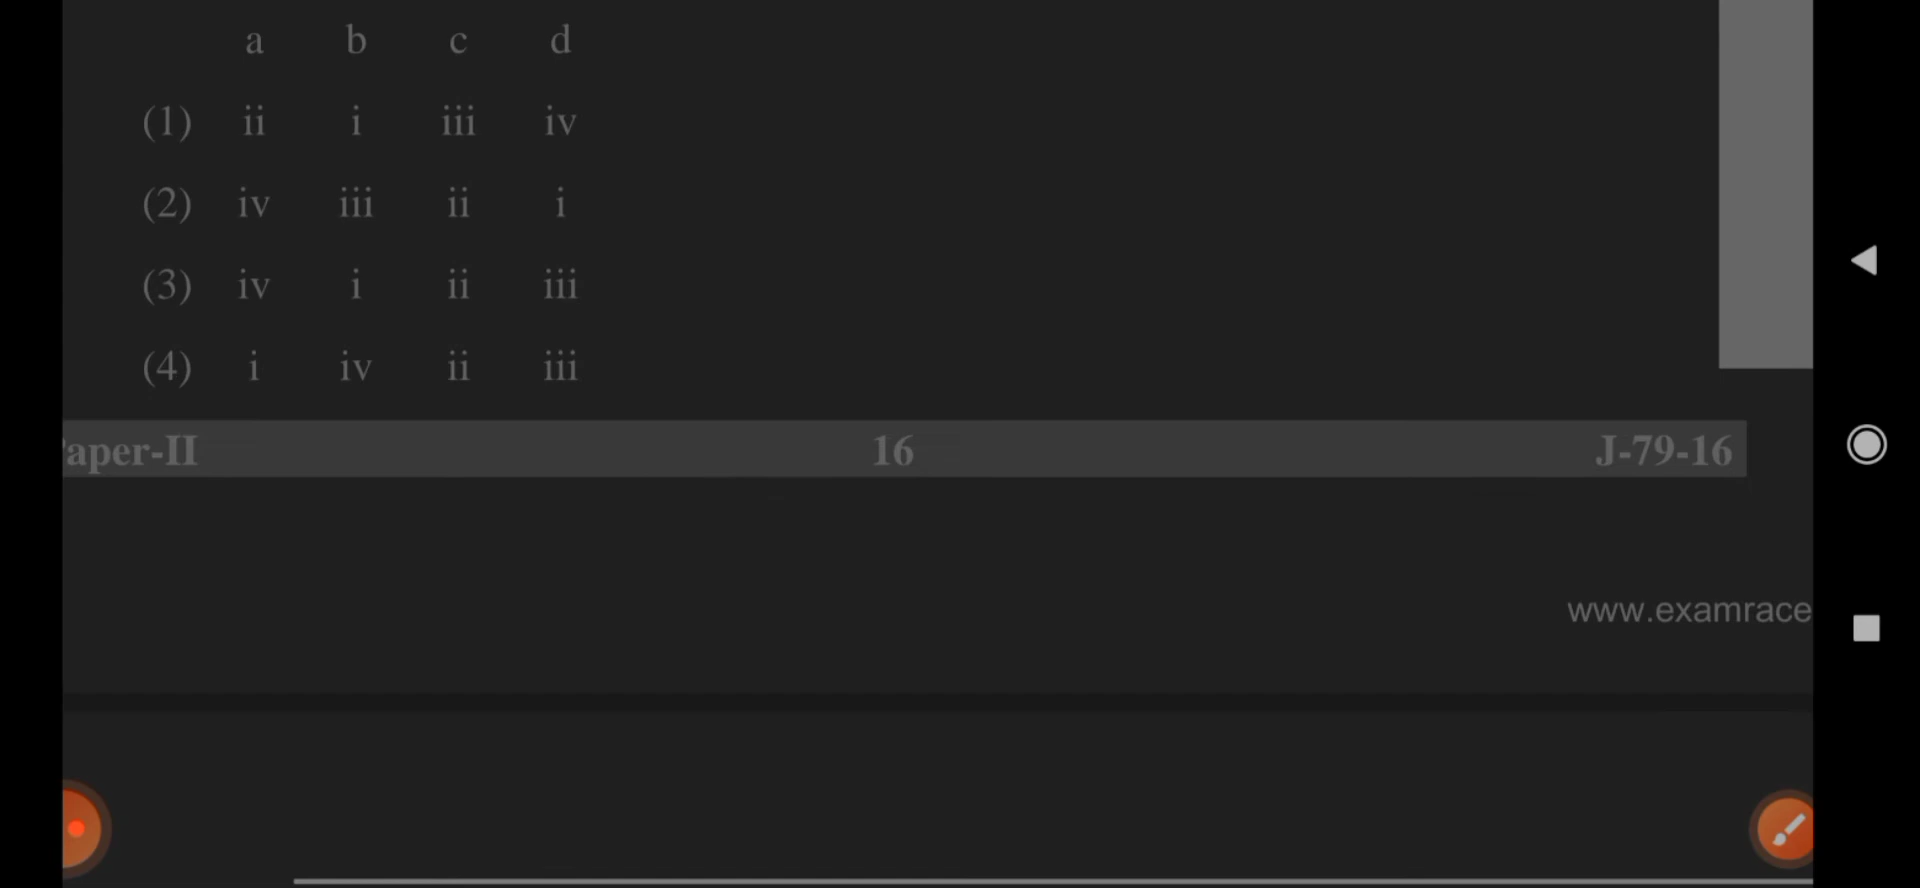 a b c d
(1) ii i iii iv
(2) iv iii ii i
(3) iv i ii iii
(4) i iv ii iii
aper-II 16 J-79-16
www.examrace